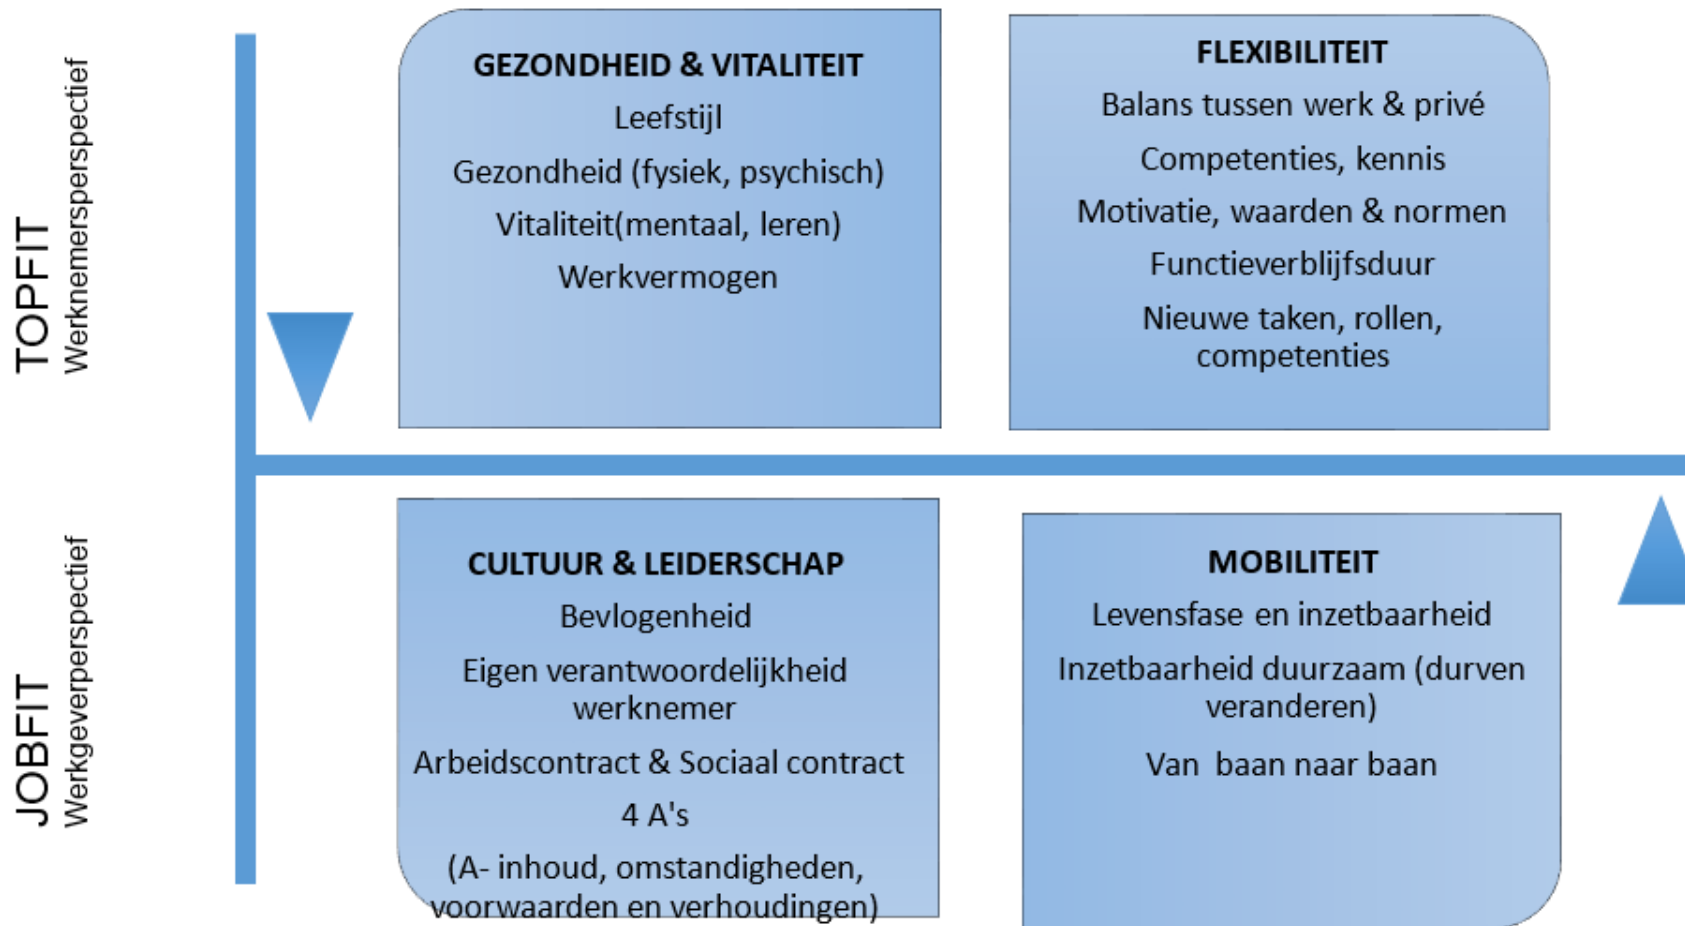 TOPFIT
Werknemersperspectief
GEZONDHEID & VITALITEIT
Leefstijl
Gezondheid (fysiek, psychisch)
Vitaliteit(mentaal, leren)
Werkvermogen
FLEXIBILITEIT
Balans tussen werk & privé
Competenties, kennis
Motivatie, waarden & normen
Functieverblijfsduur
Nieuwe taken, rollen,
competenties
JOBFIT
Werkgeverperspectief
CULTUUR & LEIDERSCHAP
Bevlogenheid
Eigen verantwoordelijkheid
werknemer
Arbeidscontract & Sociaal contract
4 A's
(A- inhoud, omstandigheden,
voorwaarden en verhoudingen)
MOBILITEIT
Levensfase en inzetbaarheid
Inzetbaarheid duurzaam (durven
veranderen)
Van  baan naar baan